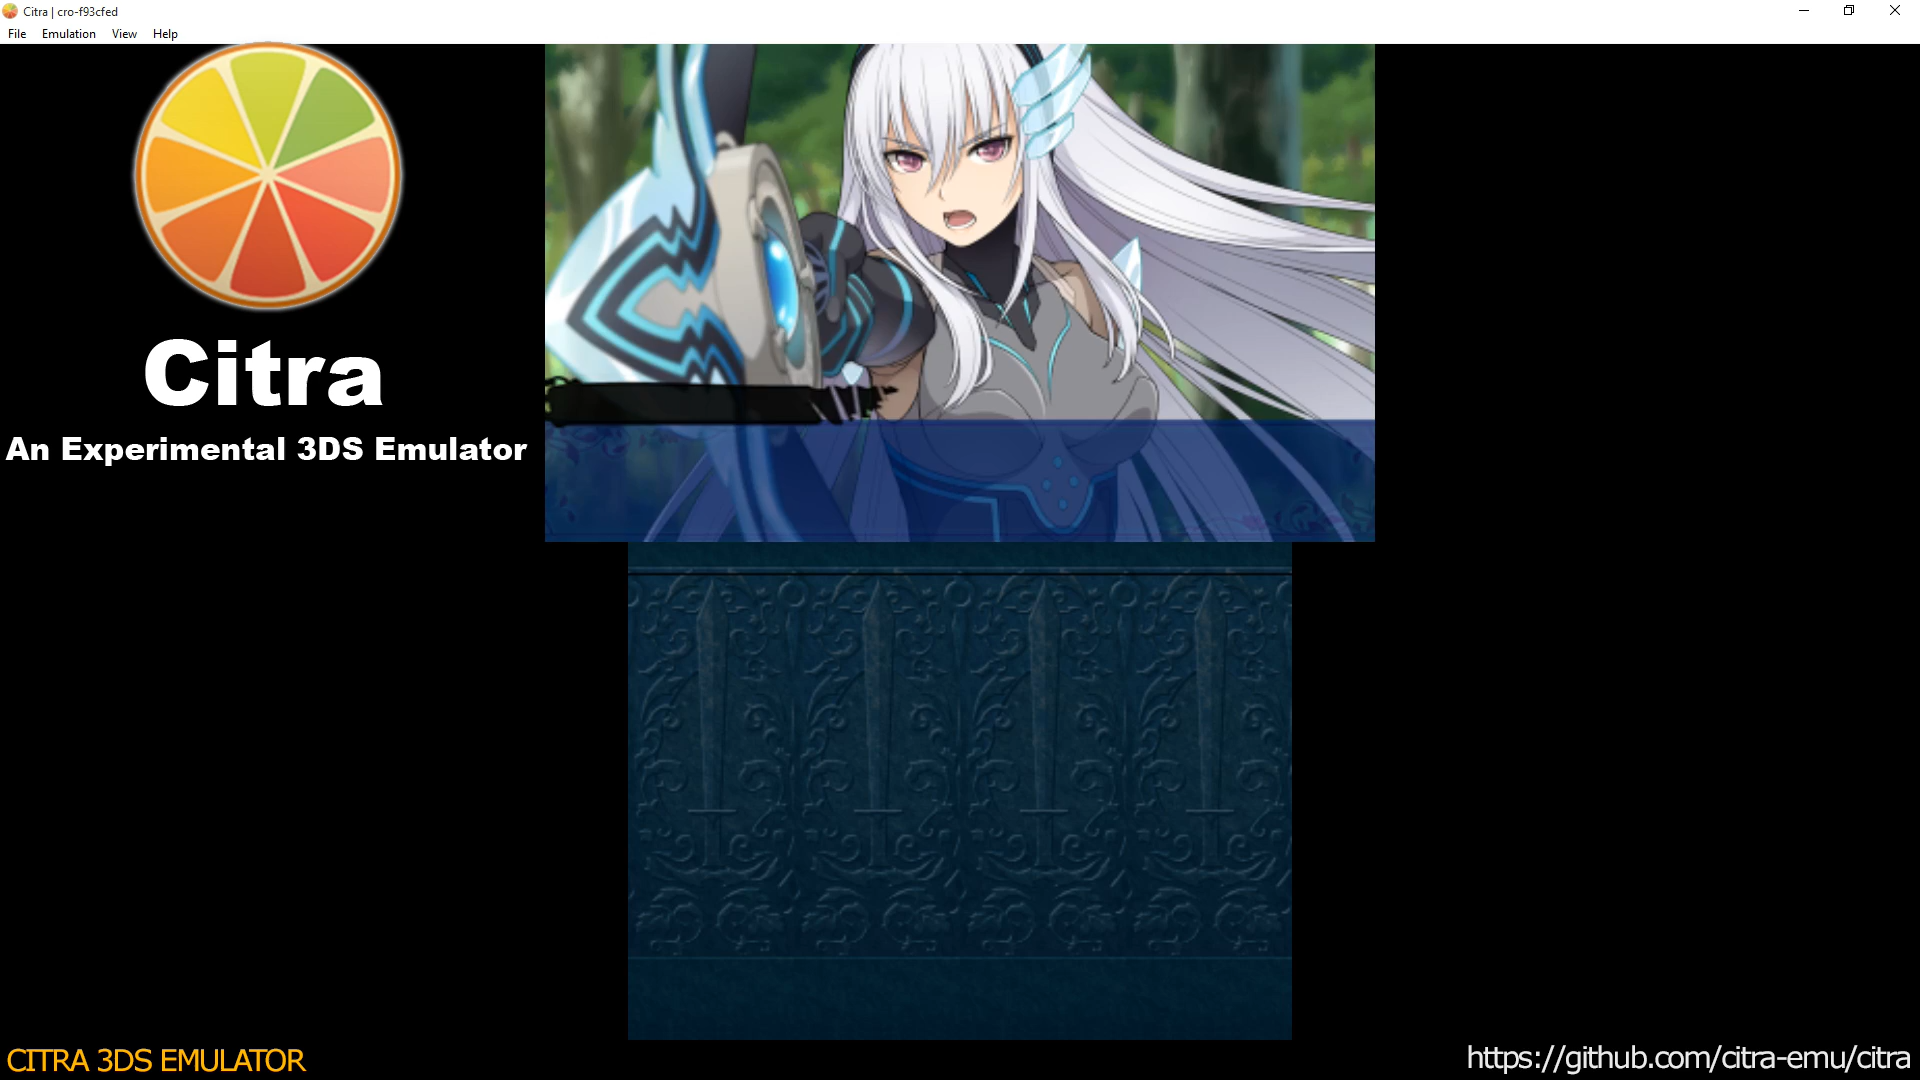 Citra | cro-f93cfed
File Emulation View Help
Citra
An Experimental 3DS Emulator
CITRA 3DS EMULATOR
https://github.com/citra-emu/citra